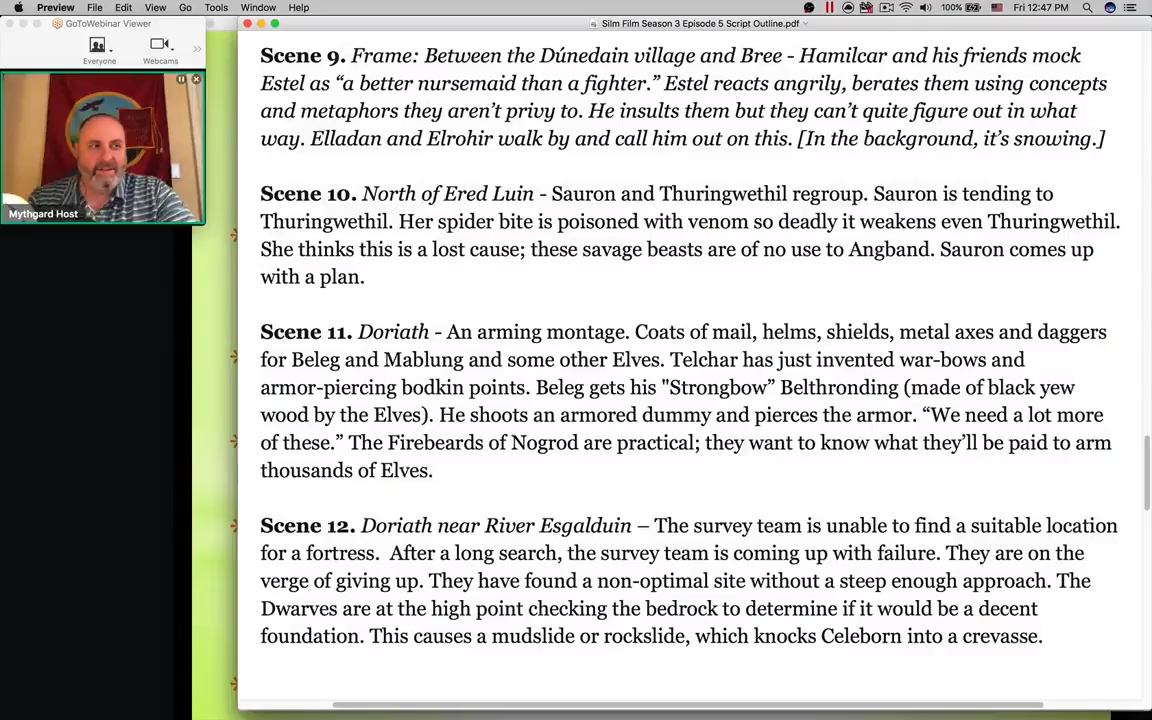 Preview File Edit View Go Tools Window Help
100% Fri 12:47 PM
GoToWebinar Viewer
Everyone
Webcams
Mythgard Host
Silm Film Season 3 Episode 5 Script Outline.pdf
Scene 9. Frame: Between the Dúnedain village and Bree - Hamilcar and his friends mock
Estel as “a better nursemaid than a fighter.” Estel reacts angrily, berates them using concepts
and metaphors they aren’t privy to. He insults them but they can’t quite figure out in what
way. Elladan and Elrohir walk by and call him out on this. [In the background, it’s snowing.]
Scene 10. North of Ered Luin - Sauron and Thuringwethil regroup. Sauron is tending to
Thuringwethil. Her spider bite is poisoned with venom so deadly it weakens even Thuringwethil.
She thinks this is a lost cause; these savage beasts are of no use to Angband. Sauron comes up
with a plan.
Scene 11. Doriath - An arming montage. Coats of mail, helms, shields, metal axes and daggers
for Beleg and Mablung and some other Elves. Telchar has just invented war-bows and
armor-piercing bodkin points. Beleg gets his "Strongbow” Belthronding (made of black yew
wood by the Elves). He shoots an armored dummy and pierces the armor. “We need a lot more
of these.” The Firebeards of Nogrod are practical; they want to know what they’ll be paid to arm
thousands of Elves.
Scene 12. Doriath near River Esgalduin – The survey team is unable to find a suitable location
for a fortress. After a long search, the survey team is coming up with failure. They are on the
verge of giving up. They have found a non-optimal site without a steep enough approach. The
Dwarves are at the high point checking the bedrock to determine if it would be a decent
foundation. This causes a mudslide or rockslide, which knocks Celeborn into a crevasse.